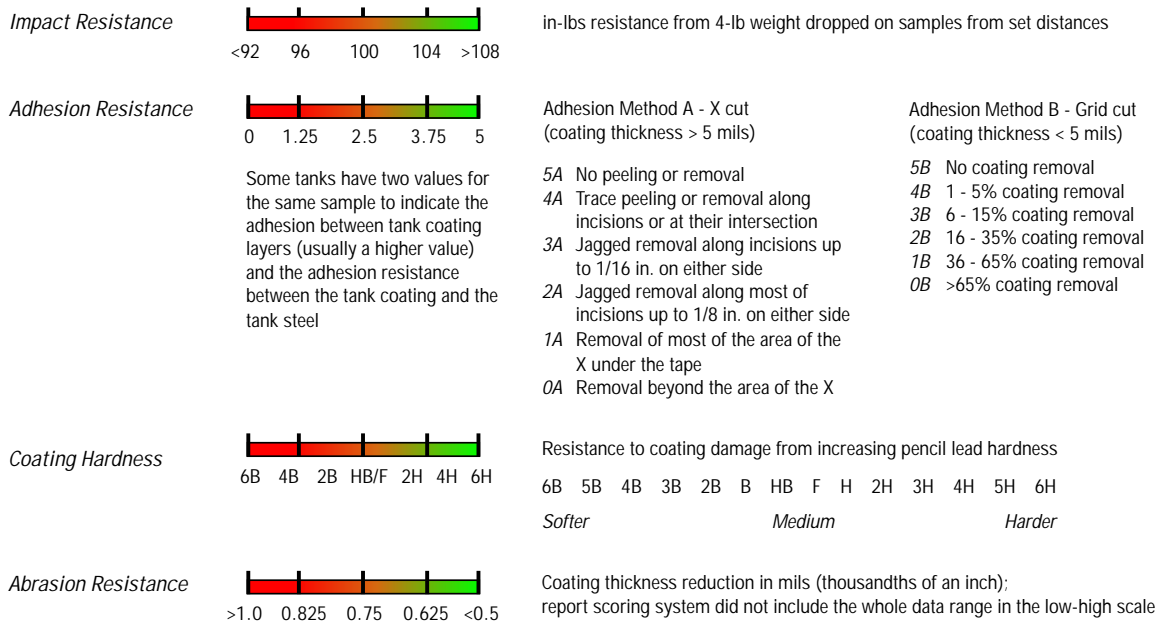 Impact Resistance
<92 96 100 104 >108
in-lbs resistance from 4-lb weight dropped on samples from set distances
Adhesion Resistance
0 1.25 2.5 3.75 5
Some tanks have two values for
the same sample to indicate the
adhesion between tank coating
layers (usually a higher value)
and the adhesion resistance
between the tank coating and the
tank steel
Adhesion Method A - X cut
(coating thickness > 5 mils)
5A No peeling or removal
4A Trace peeling or removal along
incisions or at their intersection
3A Jagged removal along incisions up
to 1/16 in. on either side
2A Jagged removal along most of
incisions up to 1/8 in. on either side
1A Removal of most of the area of the
X under the tape
0A Removal beyond the area of the X
Adhesion Method B - Grid cut
(coating thickness < 5 mils)
5B No coating removal
4B 1 - 5% coating removal
3B 6 - 15% coating removal
2B 16 - 35% coating removal
1B 36 - 65% coating removal
0B >65% coating removal
Coating Hardness
6B 4B 2B HB/F 2H 4H 6H
Resistance to coating damage from increasing pencil lead hardness
6B 5B 4B 3B 2B B HB F H 2H 3H 4H 5H 6H
Softer Medium Harder
Abrasion Resistance
>1.0 0.825 0.75 0.625 <0.5
Coating thickness reduction in mils (thousandths of an inch);
report scoring system did not include the whole data range in the low-high scale